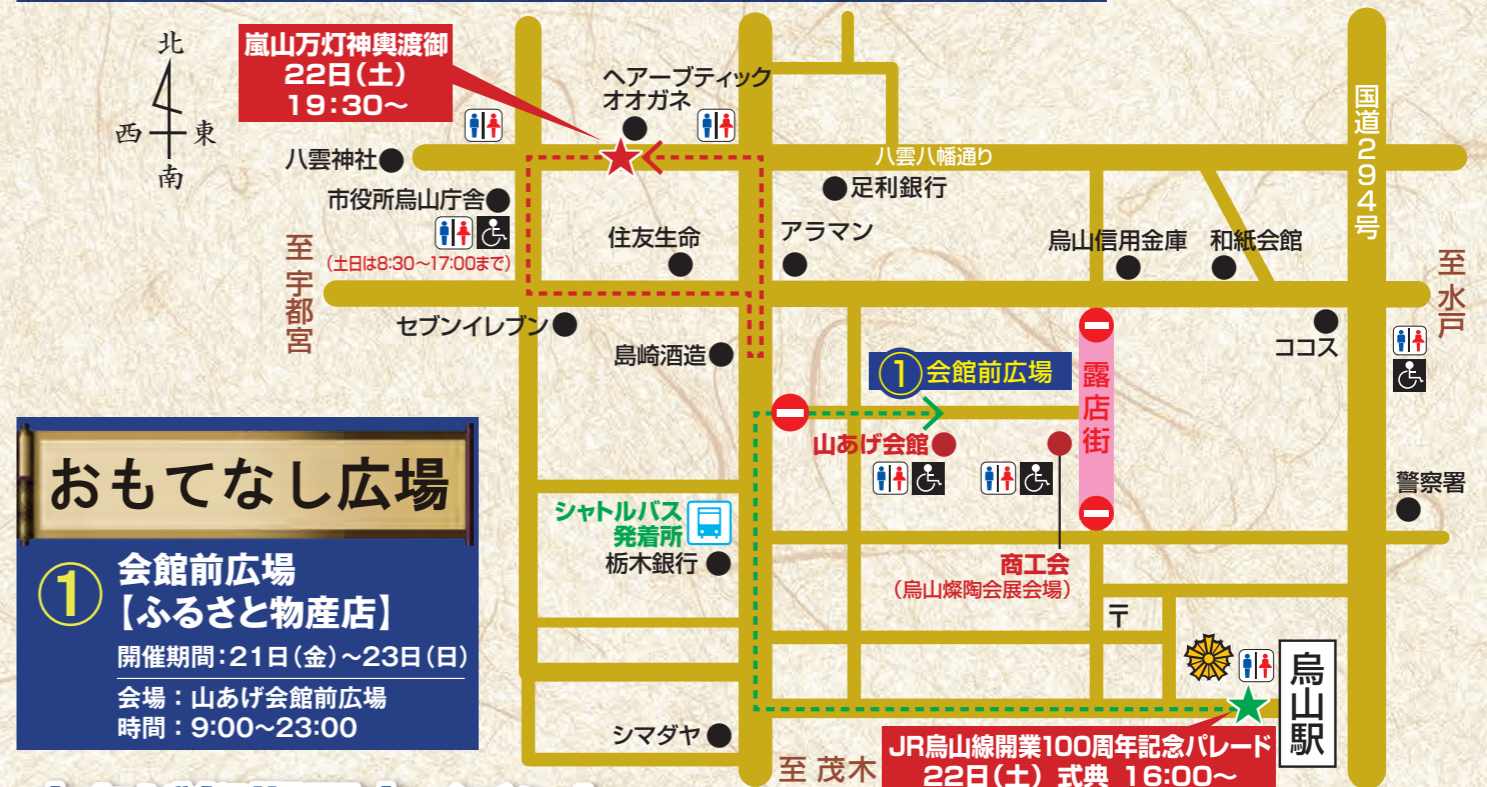 北
西
東
南
嵐山万灯神輿渡御
22日(土)
19:30～
ヘアーブティック
オオガネ
八雲神社
八雲八幡通り
国道294号
市役所烏山庁舎
(土日は8:30～17:00まで)
足利銀行
至 宇都宮
住友生命
アラマン
烏山信用金庫
和紙会館
至 水戸
セブンイレブン
島崎酒造
ココス
① 会館前広場
露店街
山あげ会館
おもてなし広場
シャトルバス
発着所
栃木銀行
警察署
商工会
(烏山燦陶会展会場)
① 会館前広場
【ふるさと物産店】
開催期間：21日(金)～23日(日)
会場：山あげ会館前広場
時間：9:00～23:00
〒
烏山駅
シマダヤ
至 茂木
JR烏山線開業100周年記念パレード
22日(土) 式典 16:00～